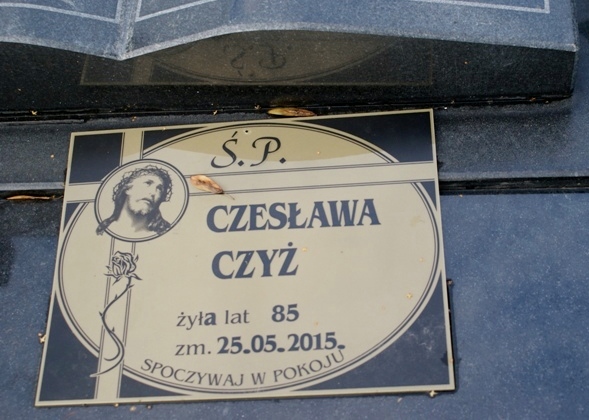 Ś.P.
CZESŁAWA
CZYŻ
żyła lat 85
zm. 25.05.2015.
SPOCZYWAJ W POKOJU